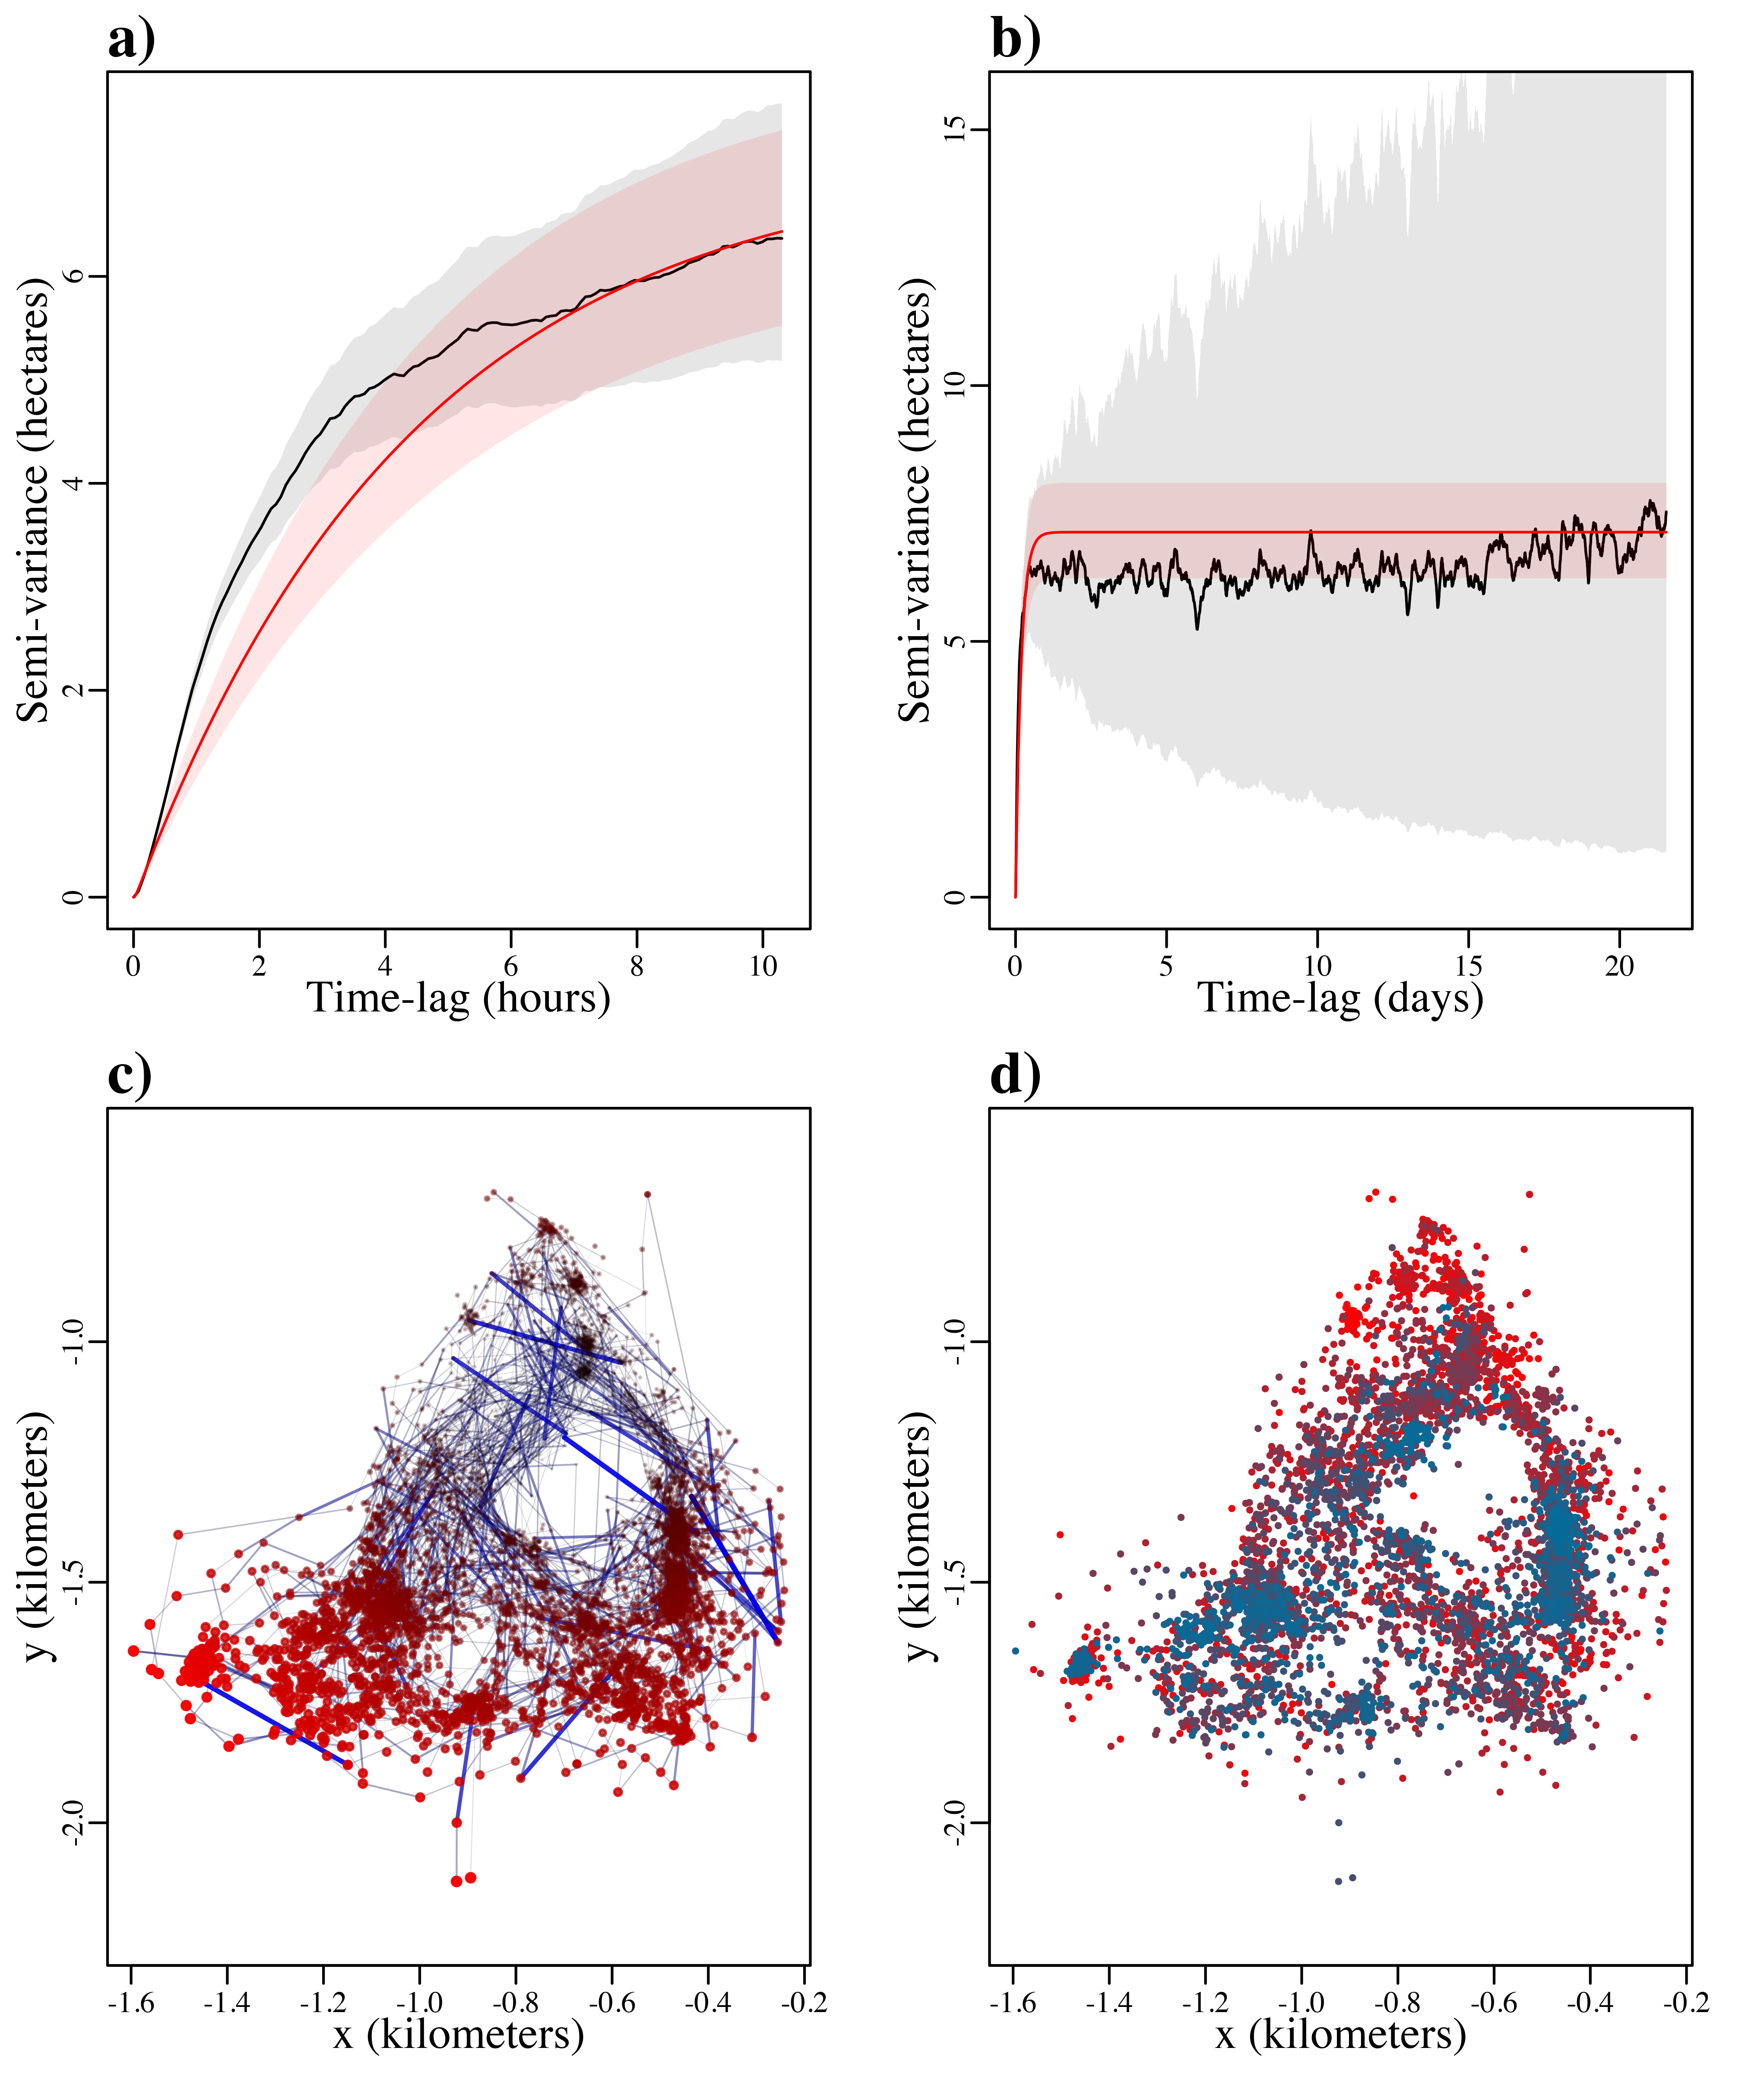 a)
Semi-variance (hectares)
0 2 4 6
0 2 4 6 8 10
Time-lag (hours)
b)
Semi-variance (hectares)
0 5 10 15
0 5 10 15 20
Time-lag (days)
c)
y (kilometers)
-2.0 -1.5 -1.0
-1.6 -1.4 -1.2 -1.0 -0.8 -0.6 -0.4 -0.2
x (kilometers)
d)
y (kilometers)
-2.0 -1.5 -1.0
-1.6 -1.4 -1.2 -1.0 -0.8 -0.6 -0.4 -0.2
x (kilometers)